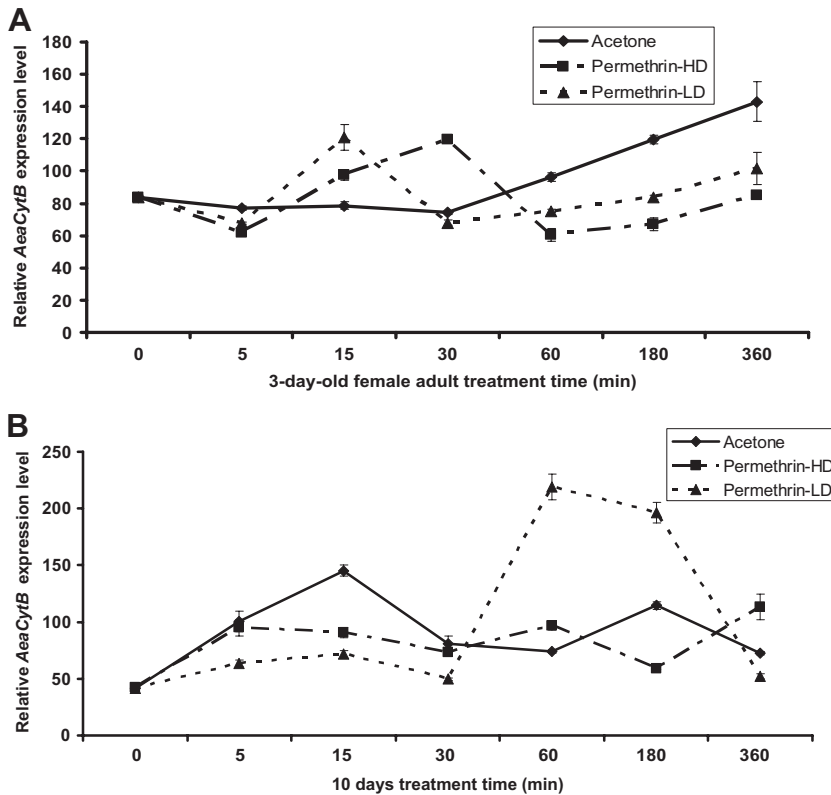 A
180
160
140
120
100
80
60
40
20
0
Relative AeaCytB expression level
Acetone
Permethrin-HD
Permethrin-LD
0 5 15 30 60 180 360
3-day-old female adult treatment time (min)
B
250
200
150
100
50
0
Relative AeaCytB expression level
Acetone
Permethrin-HD
Permethrin-LD
0 5 15 30 60 180 360
10 days treatment time (min)